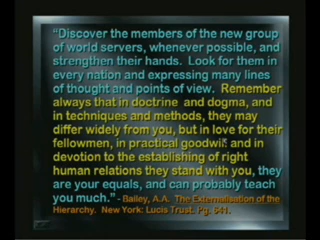 "Discover the members of the new group
of world servers, whenever possible, and
strengthen their hands.  Look for them in
every nation and expressing many lines
of thought and points of view.  Remember
always that in doctrine  and dogma, and
in techniques and methods, they may
differ widely from you, but in love for their
fellowmen, in practical goodwill and in
devotion to the establishing of right
human relations they stand with you, they
are your equals, and can probably teach
you much." - Bailey, A.A.  The Externalisation of the
Hierarchy.  New York: Lucis Trust. Pg. 641.